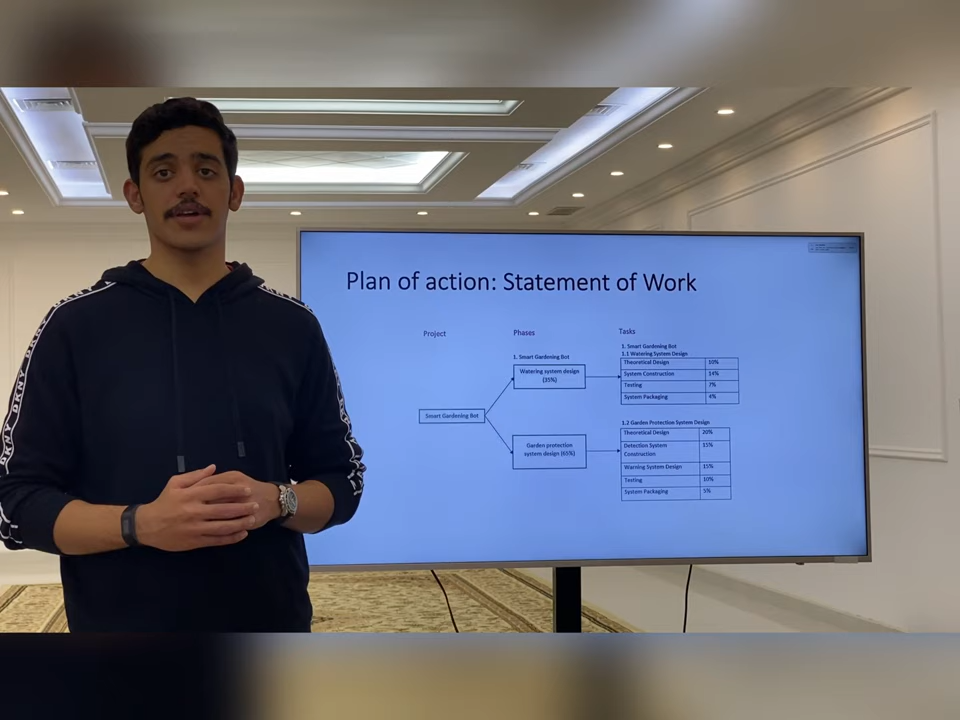 Plan of action: Statement of Work
Project
Phases
Tasks
1. Smart Gardening Bot
Watering system design
(35%)
Smart Gardening Bot
Garden protection
system design (65%)
1. Smart Gardening Bot
1.1 Watering System Design
Theoretical Design 10%
System Construction 14%
Testing 7%
System Packaging 4%
1.2 Garden Protection System Design
Theoretical Design 20%
Detection System 15%
Construction
Warning System Design 15%
Testing 10%
System Packaging 5%
DKNY
DKNY